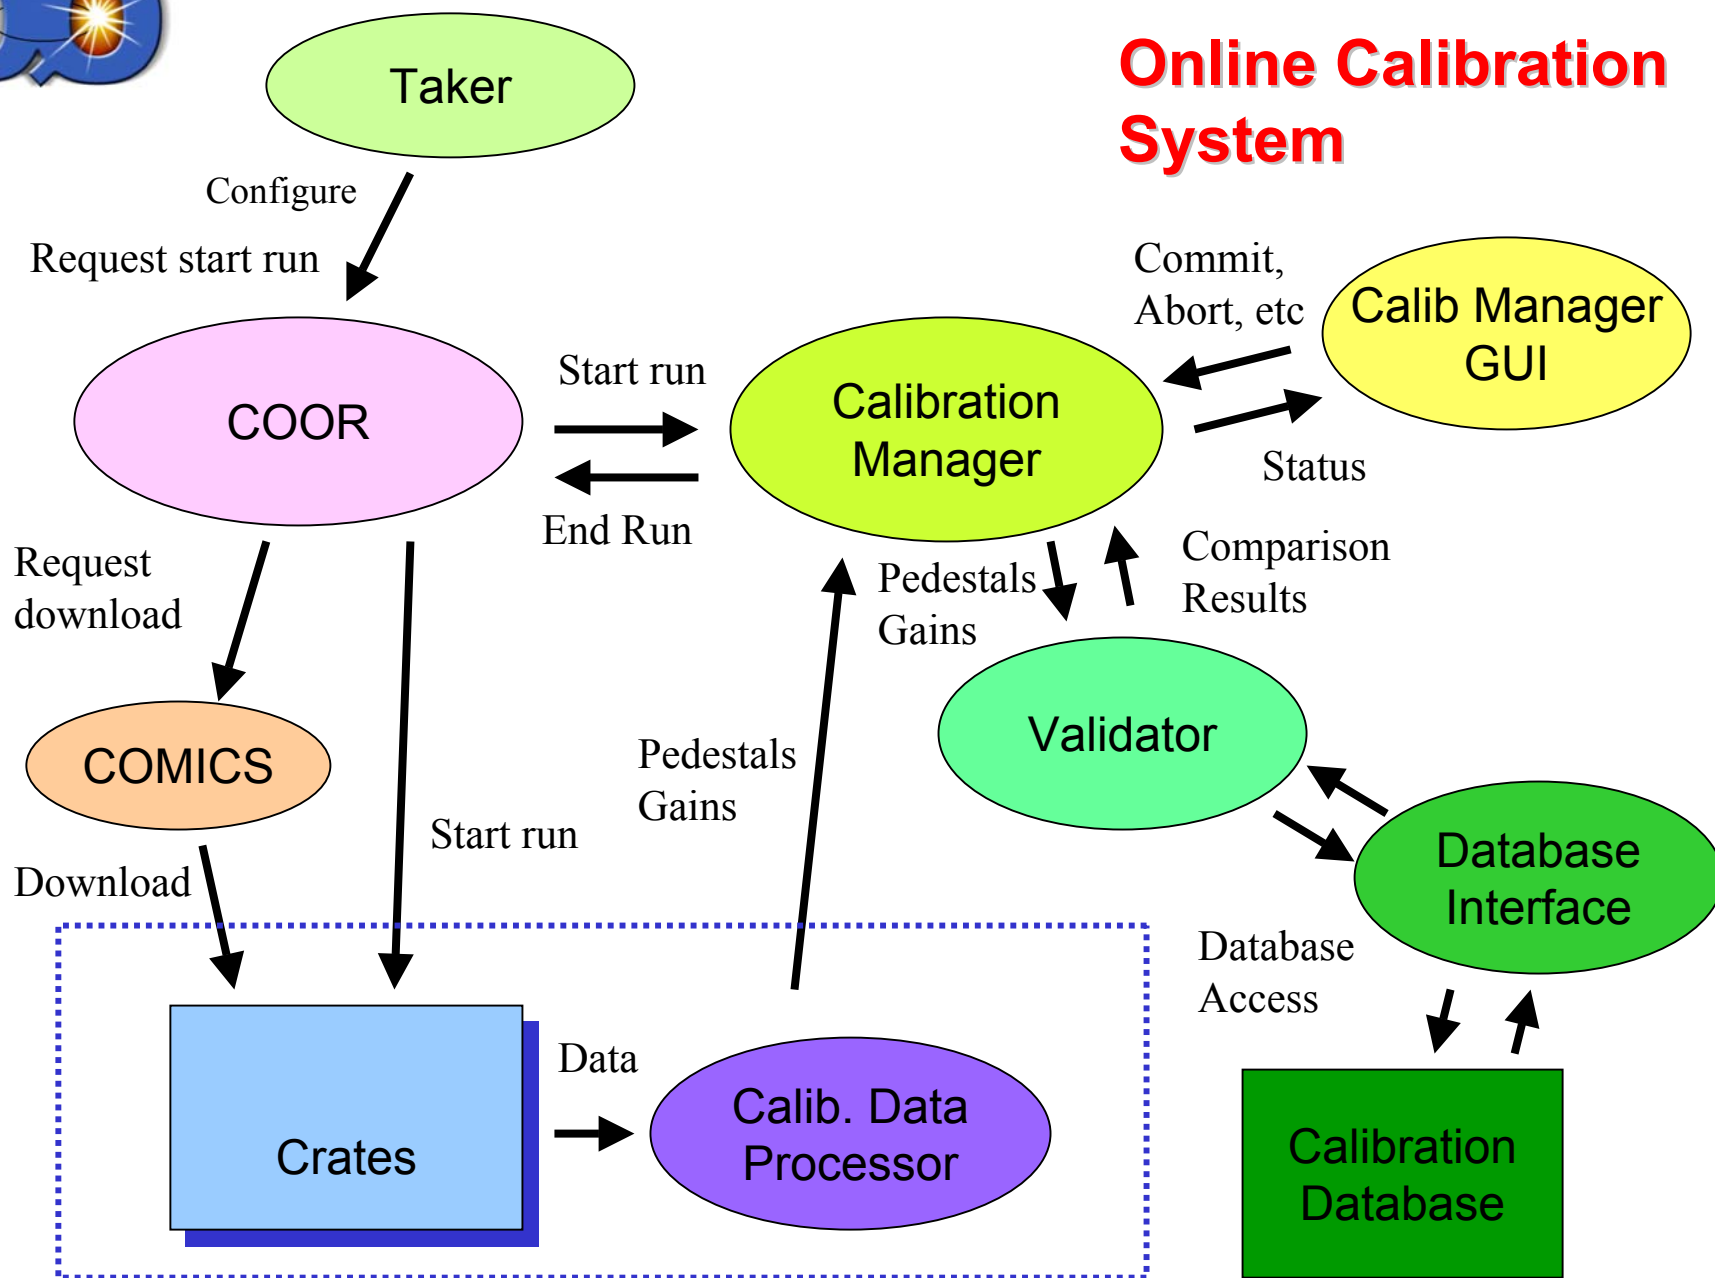 Online Calibration
System
Taker
Configure
Request start run
Commit,
Abort, etc
Calib Manager
GUI
Start run
COOR
Calibration
Manager
Status
End Run
Request
download
Pedestals
Gains
Comparison
Results
COMICS
Validator
Pedestals
Gains
Start run
Download
Database
Interface
Database
Access
Data
Crates
Calib. Data
Processor
Calibration
Database